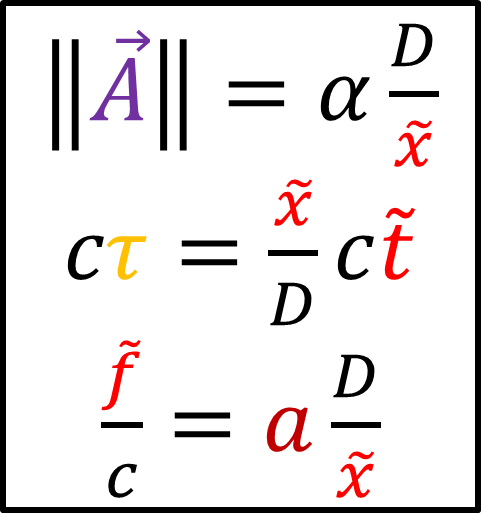 ‖A⃗‖ = α D/x̃
cτ = x̃/D ct̃
f̃/c = a D/x̃